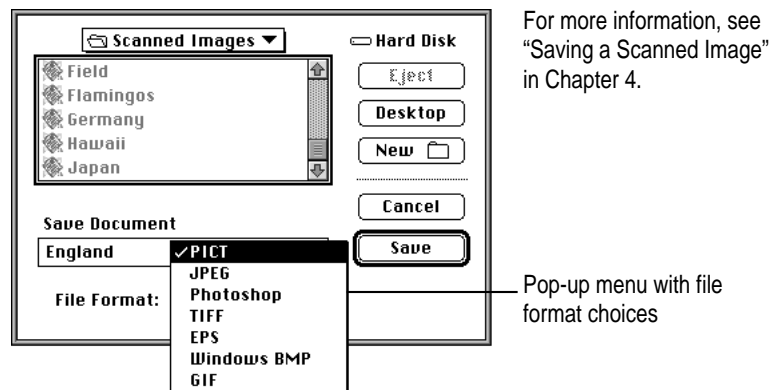 Scanned Images
Hard Disk
Field
Flamingos
Germany
Hawaii
Japan
Eject
Desktop
New
Cancel
Save
Save Document
England
File Format:
✓PICT
JPEG
Photoshop
TIFF
EPS
Windows BMP
GIF
For more information, see
“Saving a Scanned Image”
in Chapter 4.
Pop-up menu with file
format choices